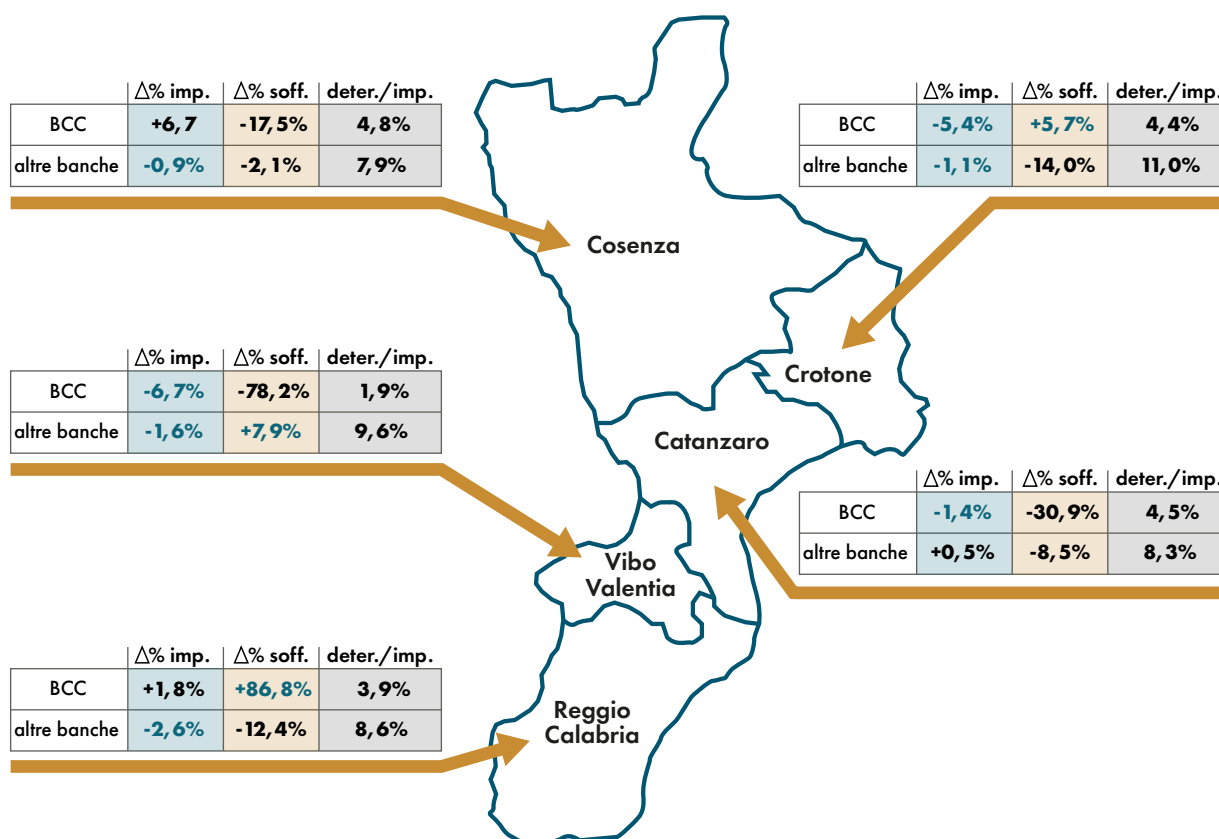 ∆% imp. ∆% soff. deter./imp.
BCC +6,7 -17,5% 4,8%
altre banche -0,9% -2,1% 7,9%
∆% imp. ∆% soff. deter./imp.
BCC -5,4% +5,7% 4,4%
altre banche -1,1% -14,0% 11,0%
Cosenza
∆% imp. ∆% soff. deter./imp.
BCC -6,7% -78,2% 1,9%
altre banche -1,6% +7,9% 9,6%
Crotone
Catanzaro
∆% imp. ∆% soff. deter./imp.
BCC -1,4% -30,9% 4,5%
altre banche +0,5% -8,5% 8,3%
Vibo
Valentia
∆% imp. ∆% soff. deter./imp.
BCC +1,8% +86,8% 3,9%
altre banche -2,6% -12,4% 8,6%
Reggio
Calabria